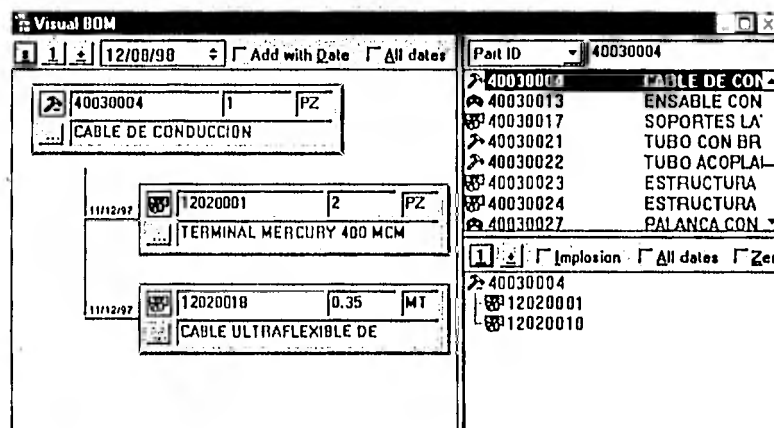 Visual BOM
s 1 ± 12/08/98 Add with Date All dates
40030004 1 PZ
... CABLE DE CONDUCCION
11/12/97 12020001 2 PZ
... TERMINAL MERCURY 400 MCM
11/12/97 12020018 0.35 MT
... CABLE ULTRAFLEXIBLE DE
Part ID 40030004
40030004 CABLE DE CON
40030013 ENSABLE CON
40030017 SOPORTES LA
40030021 TUBO CON BR
40030022 TUBO ACOPLA
40030023 ESTRUCTURA
40030024 ESTRUCTURA
40030027 PALANCA CON
1 ± Implosion All dates Zer
40030004
12020001
12020010